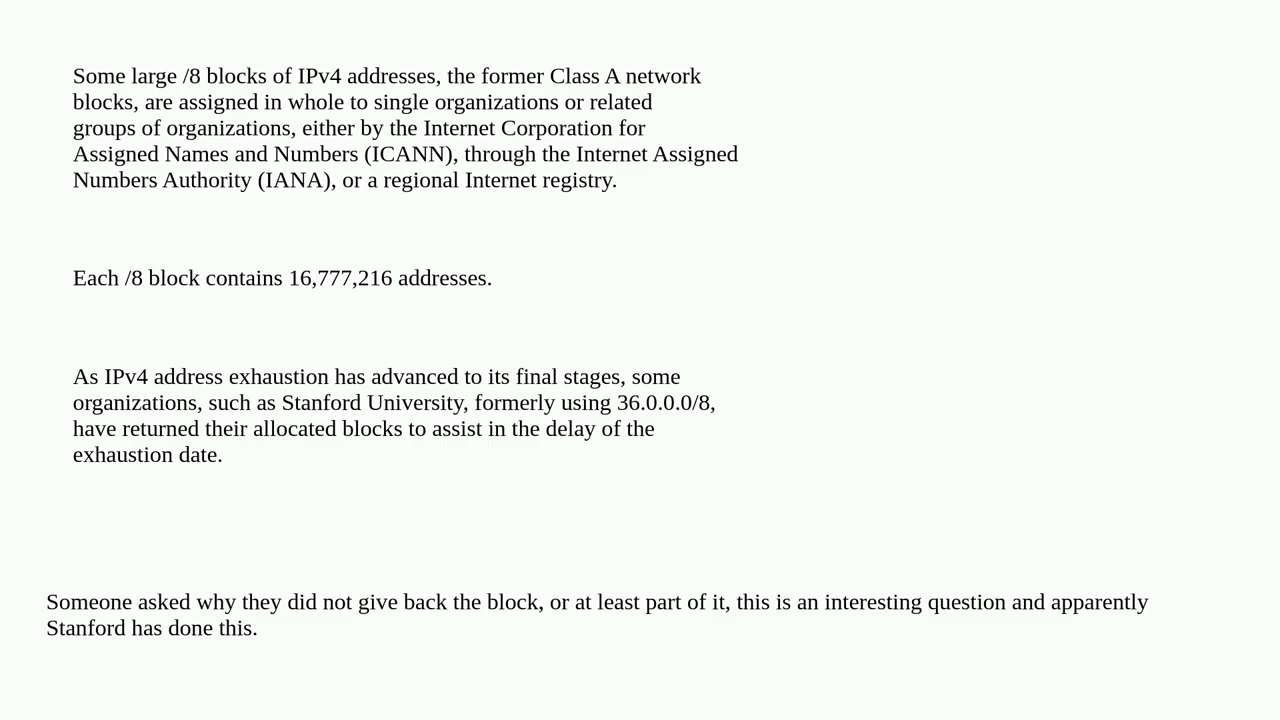 Some large /8 blocks of IPv4 addresses, the former Class A network
blocks, are assigned in whole to single organizations or related
groups of organizations, either by the Internet Corporation for
Assigned Names and Numbers (ICANN), through the Internet Assigned
Numbers Authority (IANA), or a regional Internet registry.
Each /8 block contains 16,777,216 addresses.
As IPv4 address exhaustion has advanced to its final stages, some
organizations, such as Stanford University, formerly using 36.0.0.0/8,
have returned their allocated blocks to assist in the delay of the
exhaustion date.
Someone asked why they did not give back the block, or at least part of it, this is an interesting question and apparently
Stanford has done this.